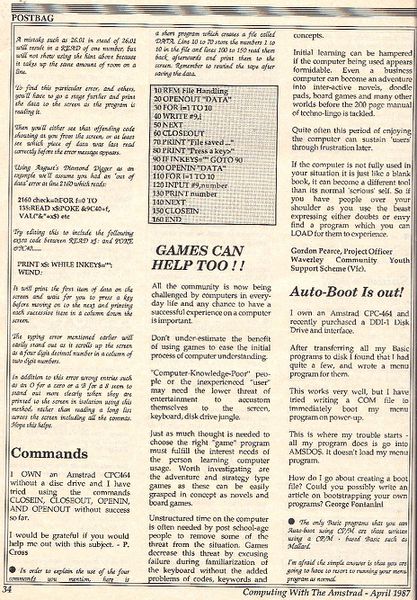 POSTBAG
A mistake such as 26.01 in stead of 26,01
will result in a READ of one number, but
will not show using the hint above because
it takes up the same amount of room on a
line.
To find this particular error, and others,
you'll have to go a stage further and print
the data to the screen as the program is
reading it.
Then you'll either see that offending code
staring at you from the screen, or at least
see which piece of data was last read
correctly before the error message appears.
Using August's Diamond Digger as an
example we'll assume you had an 'out of
data' error at line 2160 which reads:
2160 check=0:FOR f=0 TO
135:READ x$:POKE &9C40+f,
VAL("&"+x$) etc
Try editing this to include the following
extra code between READ x$: and POKE
&9C40.....
PRINT x$: WHILE INKEY$="":
WEND:
It will print the first item of data on the
screen and wait for you to press a key
before moving on to the next and printing
each successive item in a column down the
screen.
The typing error mentioned earlier will
easily stand out as it scrolls up the screen
as a four digit decimal number in a column of
two digit numbers.
In addition to this error wrong entries such
as an O for a zero or a 9 for a 8 seem to
stand out more clearly when they are
printed to the screen in isolation using this
method, rather than reading a long list
across the screen including all the commas.
Hope this helps.
Commands
I OWN an Amstrad CPC464
without a disc drive and I have
tried using the commands
CLOSEIN, CLOSEOUT, OPENIN,
AND OPENOUT without success
so far.
I would be grateful if you would
help me out with this subject. - P.
Cross
● In order to explain the use of the four
commands you mention, here is
a short program which creates a file called
DATA. Line 10 to 70 store the numbers 1 to
10 in the file and lines 100 to 150 read them
back afterwards and print them to the
screen. Remember to rewind the tape after
saving the data.
10 REM File Handling
20 OPENOUT "DATA"
30 FOR i=1 TO 10
40 WRITE #9,i
50 NEXT
60 CLOSEOUT
70 PRINT "File saved ..."
80 PRINT "Press a key>"
90 IF INKEY$="" GOTO 90
100 OPENIN "DATA"
110 FOR i=1 TO 10
120 INPUT #9,number
130 PRINT number
140 NEXT
150 CLOSEIN
160 END
GAMES CAN
HELP TOO ! !
All the community is now being
challenged by computers in every-
day life and any chance to have a
successful experience on a computer
is important.
Don't under-estimate the benefit
of using games to ease the initial
process of computer understanding.
"Computer-Knowledge-Poor" people
or the inexperienced "user"
may need the lower threat of
entertainment to accustom
themselves to the screen,
keyboard, disk drive jungle.
Just as much thought is needed to
choose the right "game" program
must fulfill the interest needs of
the person learning computer
usage. Worth investigating are
the adventure and strategy type
games as these can be easily
grasped in concept as novels and
board games.
Unstructured time on the computer
is often needed by post school-age
people to remove some of the
threat from the situation. Games
decrease this threat by excusing
failure during familiarization of
the keyboard without the added
problems of codes, keywords and
concepts.
Initial learning can be hampered
if the computer being used appears
formidable. Even a business
computer can become an adventure
into inter-active novels, doodle
pads, board games and many other
worlds before the 200 page manual
of techno-lingo is tackled.
Quite often this period of enjoying
the computer can sustain 'users
through frustration later.
If the computer is not fully used in
your situation it is just like a blank
book, it can become a different tool
than its normal 'serious' self. So if
you have people over your
shoulder as you use the beast
expressing either doubts or envy
find a program which you can
LOAD for them to experience.
Gordon Pearce, Project Officer
Waverley Community Youth
Support Scheme (Vic).
Auto-Boot Is out!
I own an Amstrad CPC-464 and
recently purchased a DDI-1 Disk
Drive and interface.
After transferring all my Basic
programs to disk I found that I had
quite a few, and wrote a menu
program for them.
This works very well, but I have
tried writing a COM file to
immediately boot my menu
program on power-up.
This is where my trouble starts -
all my program does is go into
AMSDOS. It doesn't load my menu
program.
How do I go about creating a boot
file? Could you possibly write an
article on bootstrapping your own
programs? George Fontanini
● The only Basic programs that you can
Auto-boot using CP/M are those written
using a CP/M - based Basic such as
Mallard.
I'm afraid the simple answer is that you are
going to have to resort to running your menu
program as normal.
34
Computing With The Amstrad - April 1987